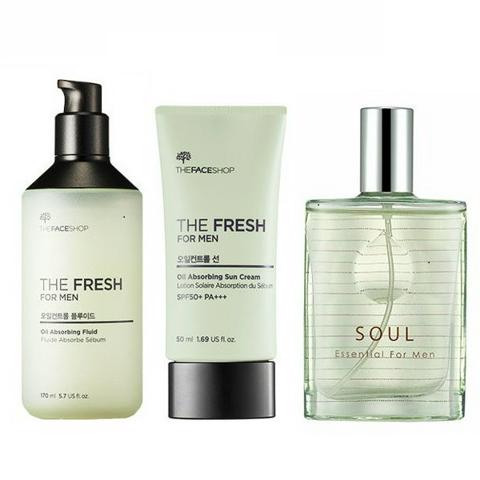 THEFACESHOP
THE FRESH
FOR MEN
오일컨트롤 플루이드
Oil Absorbing Fluid
Fluide Absorbe Sébum
170 ml 5.7 US fl. oz.
THEFACESHOP
THE FRESH
FOR MEN
오일컨트롤 선
Oil Absorbing Sun Cream
Lotion Solaire Absorption du Sébum
SPF50+ PA+++
50 ml 1.69 US fl. oz.
SOUL
Essential For Men